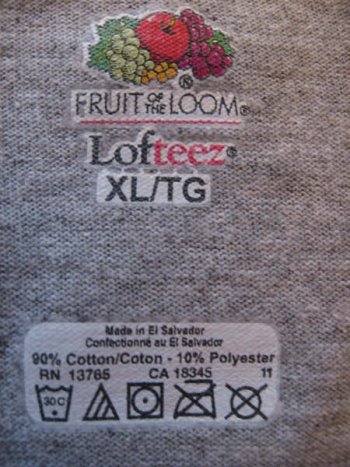 FRUIT OF THE LOOM®
Lofteez®
XL/TG
Made in El Salvador
Confectionné au El Salvador
90% Cotton/Coton - 10% Polyester
RN 13765 CA 18345 11
30C